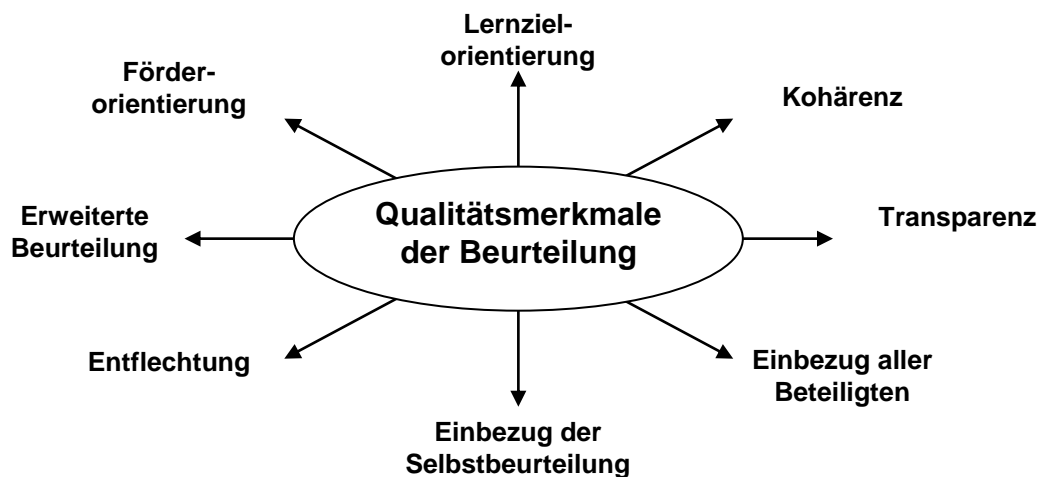 Lernziel-
orientierung
Förder-
orientierung
Kohärenz
Erweiterte
Beurteilung
Qualitätsmerkmale
der Beurteilung
Transparenz
Entflechtung
Einbezug aller
Beteiligten
Einbezug der
Selbstbeurteilung